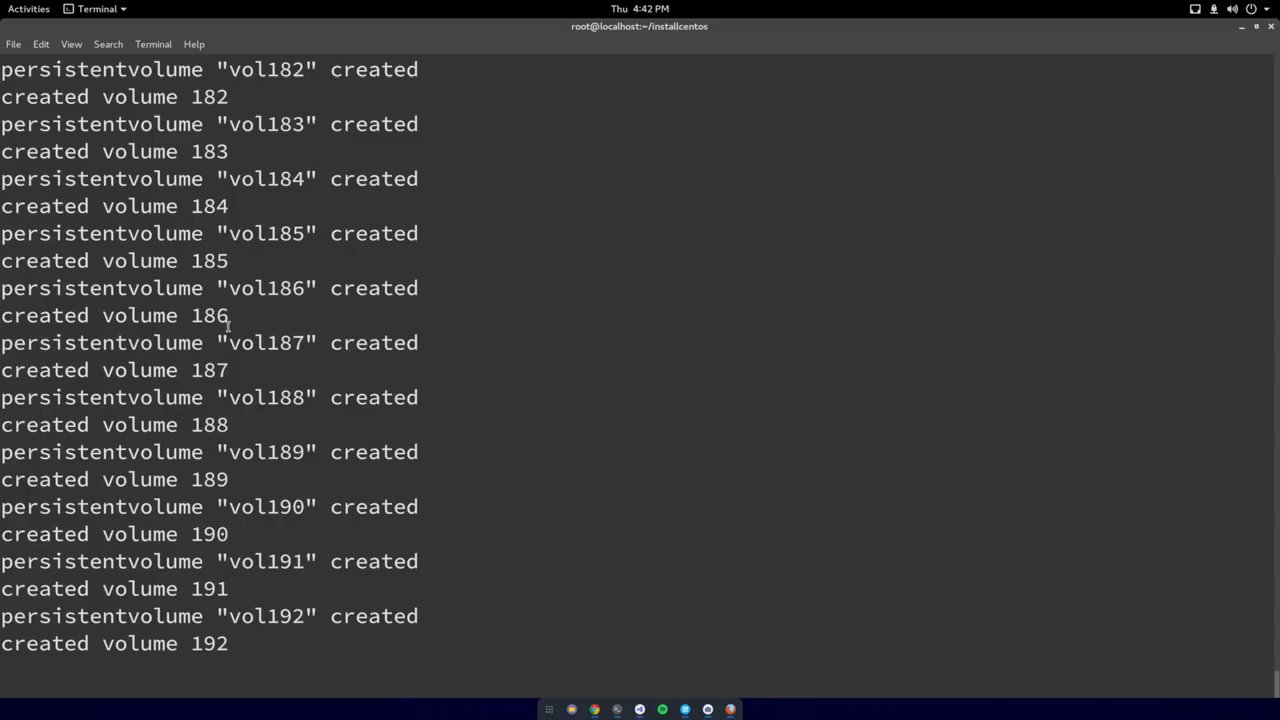 Activities Terminal Thu 4:42 PM
root@localhost:~/installcentos
File Edit View Search Terminal Help
persistentvolume "vol182" created
created volume 182
persistentvolume "vol183" created
created volume 183
persistentvolume "vol184" created
created volume 184
persistentvolume "vol185" created
created volume 185
persistentvolume "vol186" created
created volume 186
persistentvolume "vol187" created
created volume 187
persistentvolume "vol188" created
created volume 188
persistentvolume "vol189" created
created volume 189
persistentvolume "vol190" created
created volume 190
persistentvolume "vol191" created
created volume 191
persistentvolume "vol192" created
created volume 192